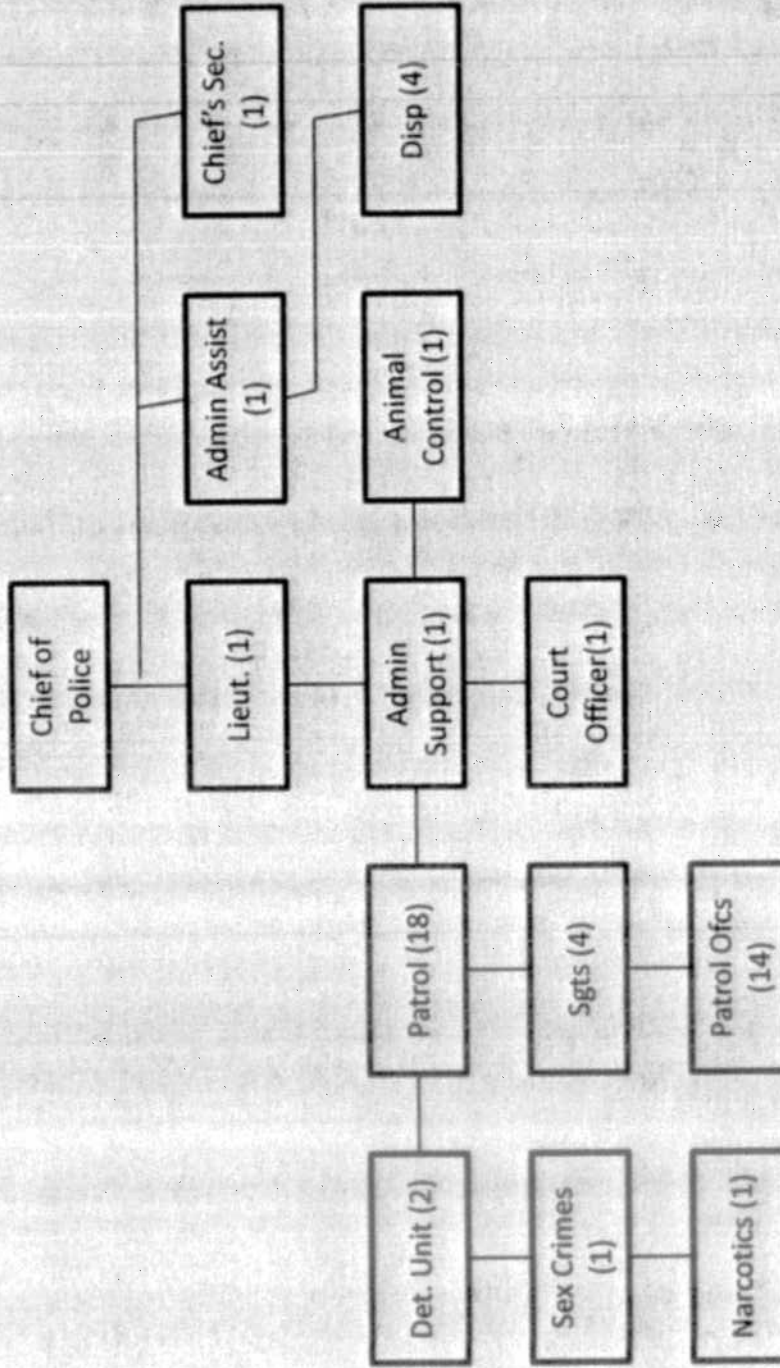 Chief of
Police
Lieut. (1)
Admin Assist
(1)
Chief's Sec.
(1)
Det. Unit (2)
Patrol (18)
Admin
Support (1)
Animal
Control (1)
Disp (4)
Sex Crimes
(1)
Sgts (4)
Court
Officer(1)
Narcotics (1)
Patrol Ofcs
(14)